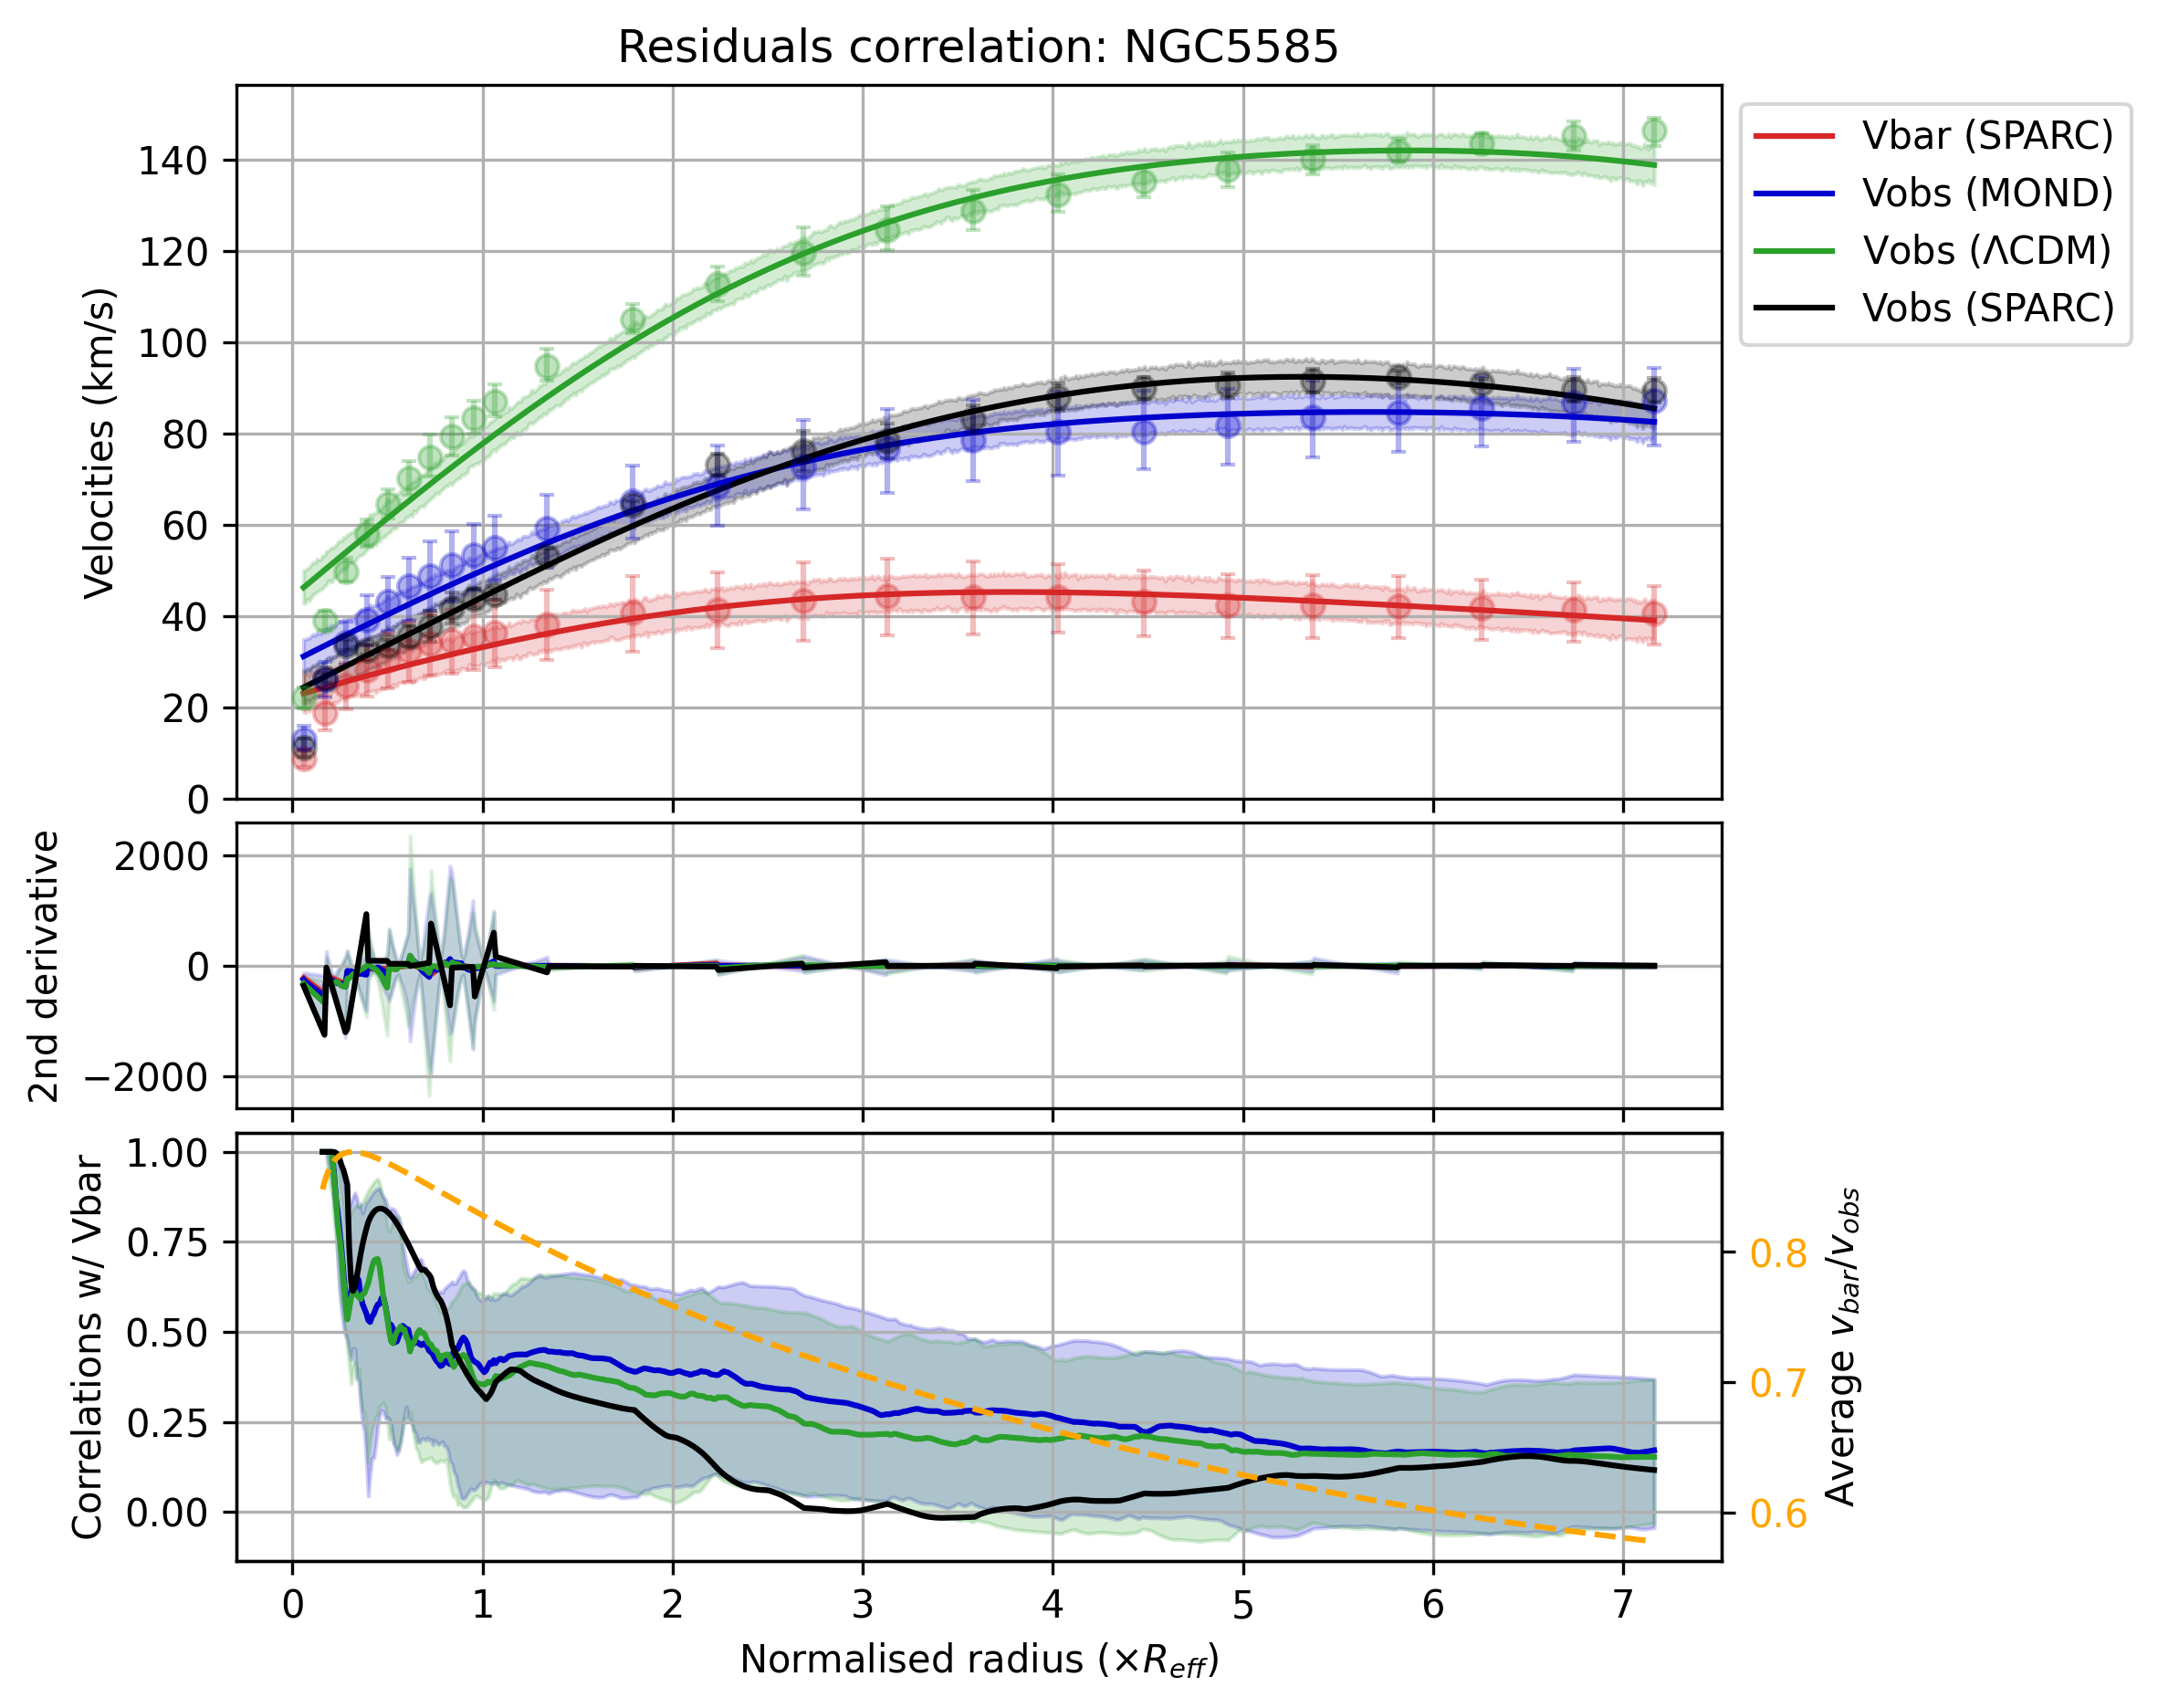 Residuals correlation: NGC5585
Velocities (km/s)
140
120
100
80
60
40
20
0
Vbar (SPARC)
Vobs (MOND)
Vobs (ΛCDM)
Vobs (SPARC)
2nd derivative
2000
0
−2000
Correlations w/ Vbar
1.00
0.75
0.50
0.25
0.00
0.8
0.7
0.6
Average v_bar/v_obs
0 1 2 3 4 5 6 7
Normalised radius (×R_eff)